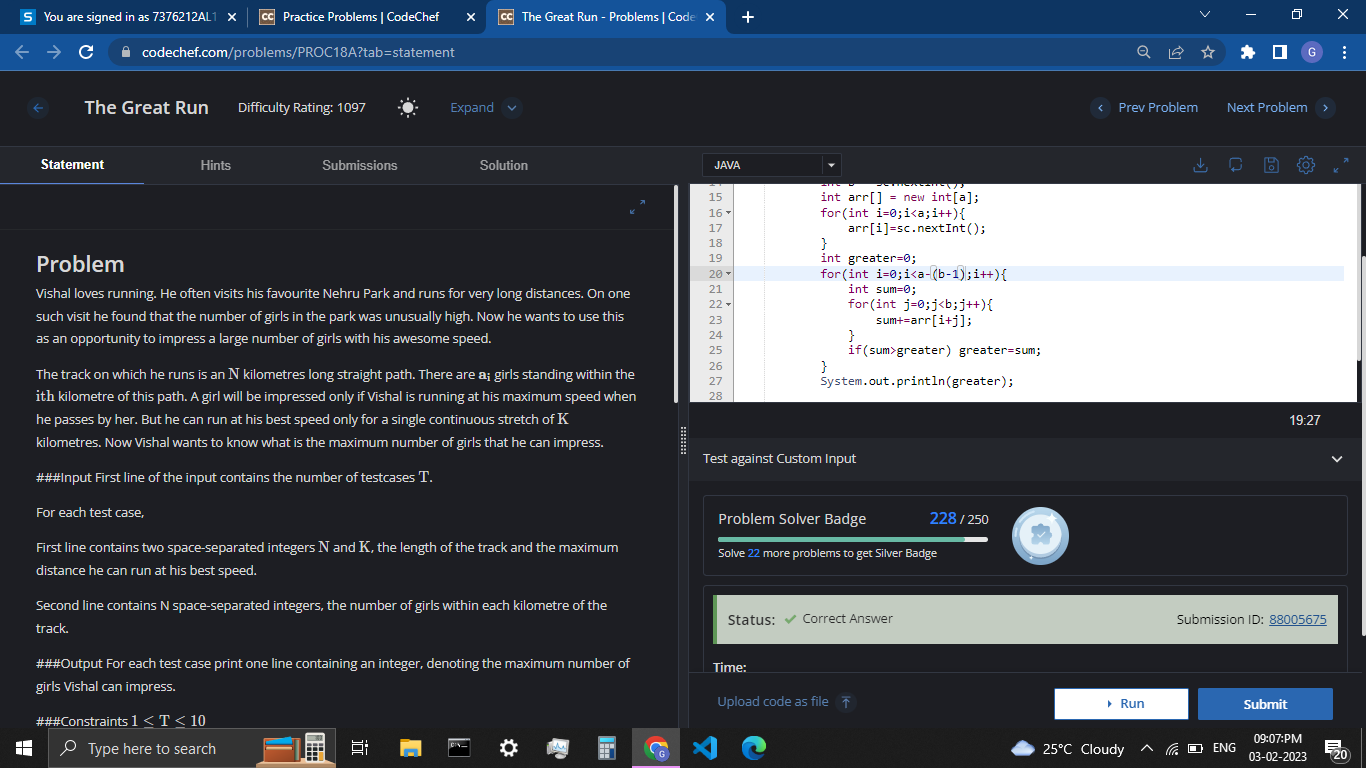 You are signed in as 7376212AL1
Practice Problems | CodeChef
The Great Run - Problems | Code
codechef.com/problems/PROC18A?tab=statement
G
The Great Run
Difficulty Rating: 1097
Expand
Prev Problem
Next Problem
Statement
Hints
Submissions
Solution
Problem
Vishal loves running. He often visits his favourite Nehru Park and runs for very long distances. On one
such visit he found that the number of girls in the park was unusually high. Now he wants to use this
as an opportunity to impress a large number of girls with his awesome speed.
The track on which he runs is an N kilometres long straight path. There are aᵢ girls standing within the
ith kilometre of this path. A girl will be impressed only if Vishal is running at his maximum speed when
he passes by her. But he can run at his best speed only for a single continuous stretch of K
kilometres. Now Vishal wants to know what is the maximum number of girls that he can impress.
###Input First line of the input contains the number of testcases T.
For each test case,
First line contains two space-separated integers N and K, the length of the track and the maximum
distance he can run at his best speed.
Second line contains N space-separated integers, the number of girls within each kilometre of the
track.
###Output For each test case print one line containing an integer, denoting the maximum number of
girls Vishal can impress.
###Constraints 1 ≤ T ≤ 10
JAVA
14 int b = sc.nextInt();
15 int arr[] = new int[a];
16 for(int i=0;i<a;i++){
17 arr[i]=sc.nextInt();
18 }
19 int greater=0;
20 for(int i=0;i<a-(b-1);i++){
21 int sum=0;
22 for(int j=0;j<b;j++){
23 sum+=arr[i+j];
24 }
25 if(sum>greater) greater=sum;
26 }
27 System.out.println(greater);
28
19:27
Test against Custom Input
Problem Solver Badge
228 / 250
Solve 22 more problems to get Silver Badge
Status: Correct Answer
Submission ID: 88005675
Time:
Upload code as file
Run
Submit
Type here to search
25°C Cloudy
ENG
09:07:PM
03-02-2023
20